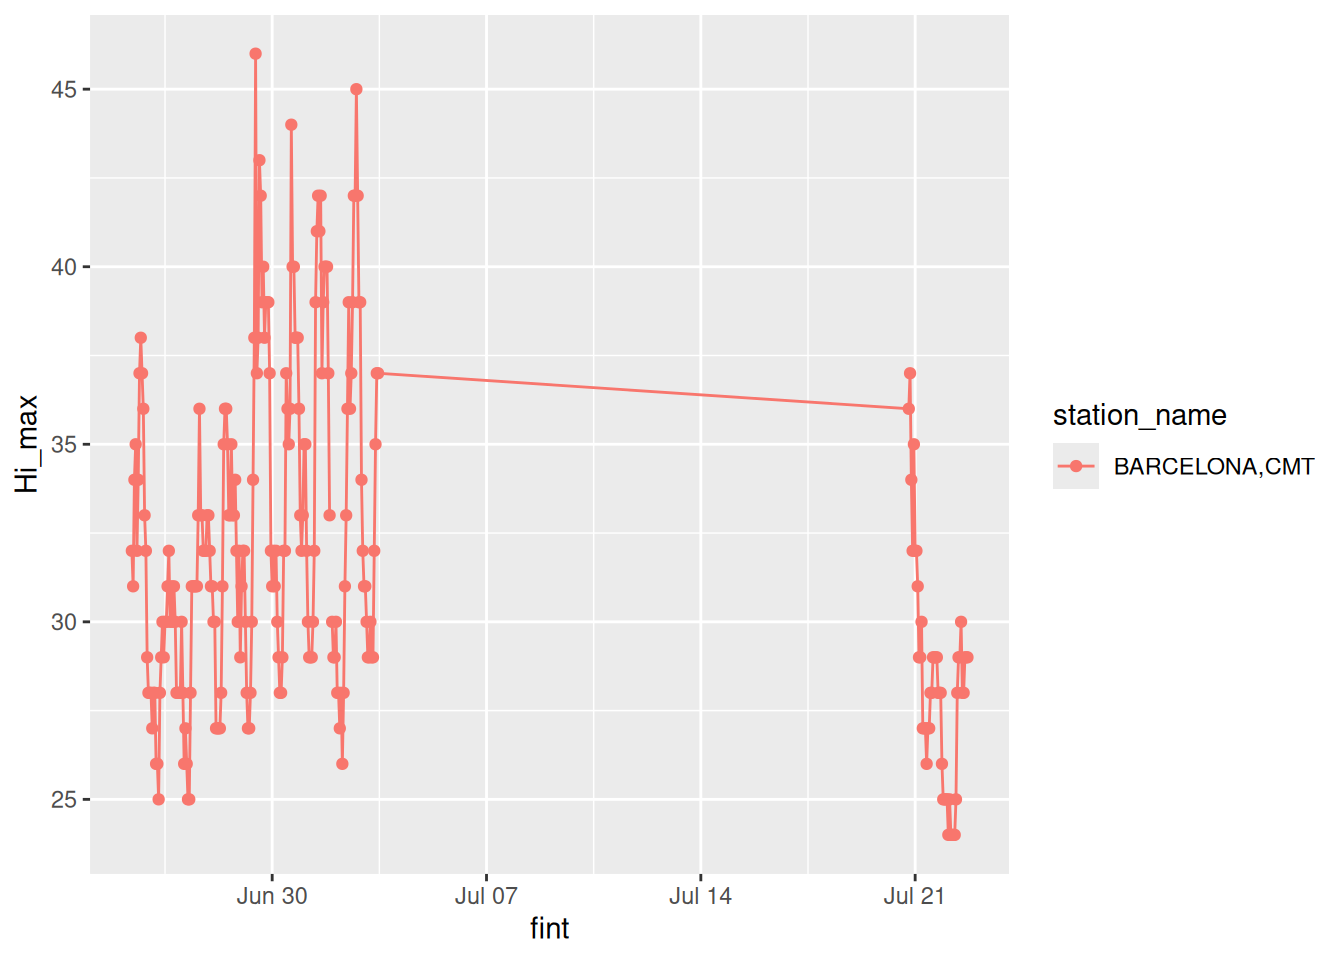 45
40
35
30
25
Hi_max
Jun 30
Jul 07
Jul 14
Jul 21
fint
station_name
BARCELONA,CMT